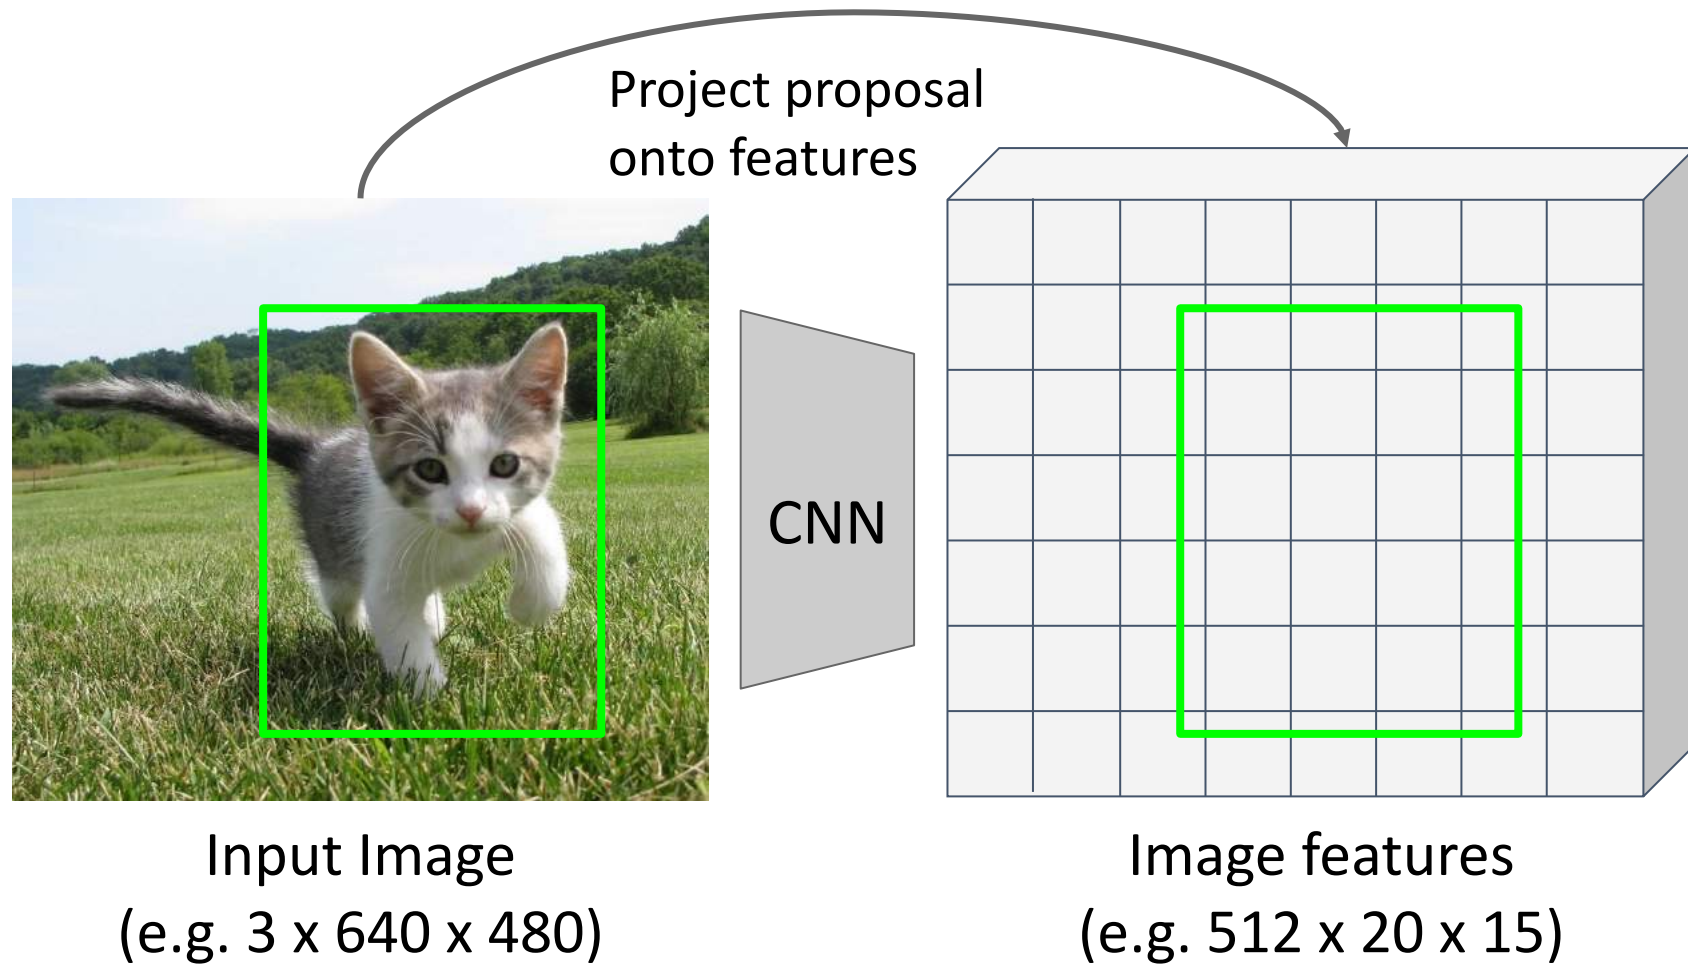 Project proposal
onto features
CNN
Input Image
(e.g. 3 x 640 x 480)
Image features
(e.g. 512 x 20 x 15)